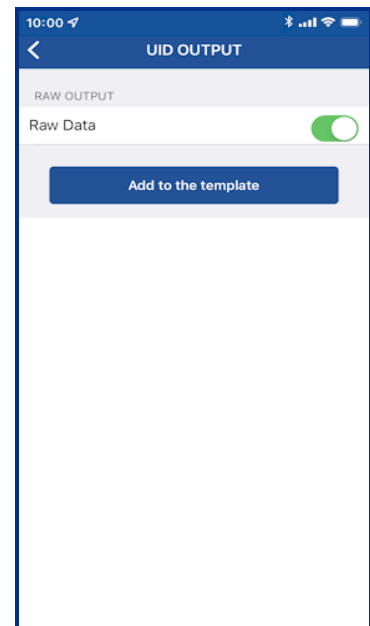 10:00
UID OUTPUT
RAW OUTPUT
Raw Data
Add to the template